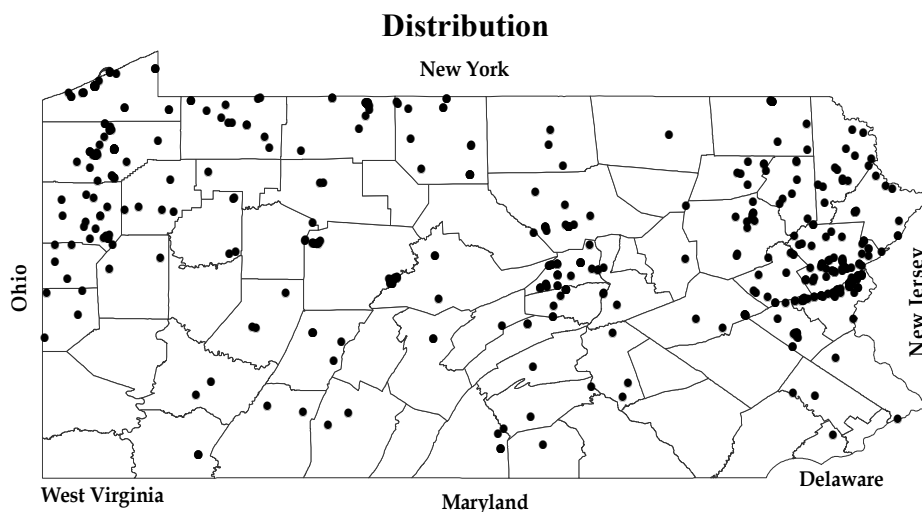 Distribution
New York
Ohio
New Jersey
West Virginia
Maryland
Delaware